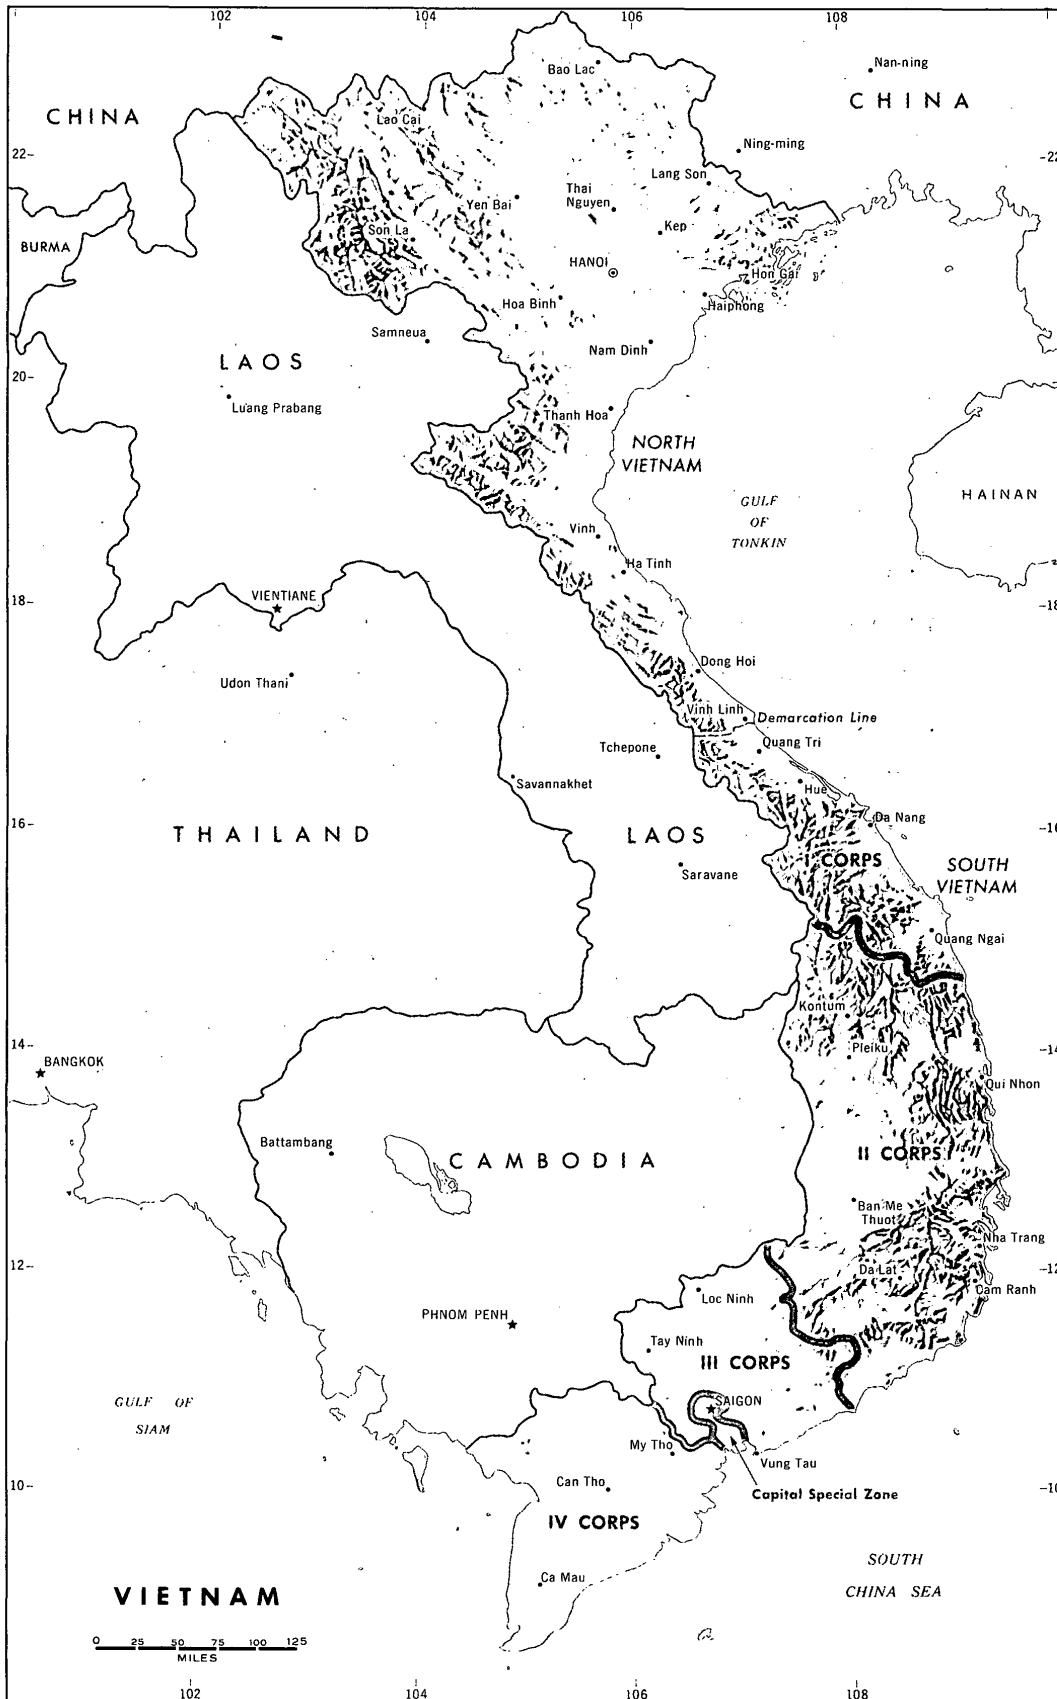 102
104
106
108
Bao Lac
Nan-ning
CHINA
CHINA
Lao Cai
Ning-ming
22-
-22
Lang Son
Thai
Nguyen
Yen Bai
Kep
Son La
BURMA
HANOI
Hon Gai
Hoa Binh
Haiphong
Samneua
Nam Dinh
LAOS
20-
Luang Prabang
Thanh Hoa
NORTH
VIETNAM
HAINAN
GULF
OF
TONKIN
Vinh
Ha Tinh
VIENTIANE
18-
-18
Dong Hoi
Udon Thani
Vinh Linh
Demarcation Line
Quang Tri
Tchepone
Savannakhet
Hue
Da Nang
16-
-16
THAILAND
LAOS
I CORPS
SOUTH
VIETNAM
Saravane
Quang Ngai
Kontum
14-
-14
Pleiku
BANGKOK
Qui Nhon
Battambang
CAMBODIA
II CORPS
Ban Me
Thuot
Nha Trang
12-
-12
Da Lat
Cam Ranh
Loc Ninh
PHNOM PENH
Tay Ninh
III CORPS
GULF OF
SIAM
SAIGON
My Tho
Vung Tau
10-
-10
Can Tho
Capital Special Zone
IV CORPS
SOUTH
CHINA SEA
Ca Mau
VIETNAM
0 25 50 75 100 125
MILES
102
104
106
108